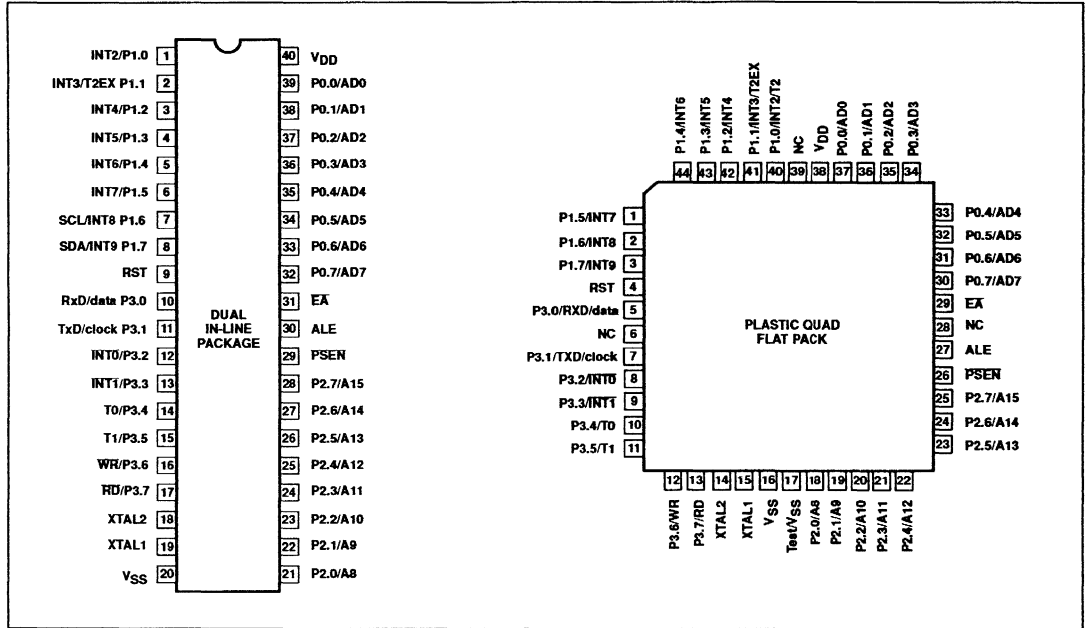 INT2/P1.0 1
INT3/T2EX P1.1 2
INT4/P1.2 3
INT5/P1.3 4
INT6/P1.4 5
INT7/P1.5 6
SCL/INT8 P1.6 7
SDA/INT9 P1.7 8
RST 9
RxD/data P3.0 10
TxD/clock P3.1 11
INT0/P3.2 12
INT1/P3.3 13
T0/P3.4 14
T1/P3.5 15
WR/P3.6 16
RD/P3.7 17
XTAL2 18
XTAL1 19
VSS 20
DUAL
IN-LINE
PACKAGE
40 VDD
39 P0.0/AD0
38 P0.1/AD1
37 P0.2/AD2
36 P0.3/AD3
35 P0.4/AD4
34 P0.5/AD5
33 P0.6/AD6
32 P0.7/AD7
31 EA
30 ALE
29 PSEN
28 P2.7/A15
27 P2.6/A14
26 P2.5/A13
25 P2.4/A12
24 P2.3/A11
23 P2.2/A10
22 P2.1/A9
21 P2.0/A8
P1.4/INT6 44
P1.3/INT5 43
P1.2/INT4 42
P1.1/INT3/T2EX 41
P1.0/INT2/T2 40
NC 39
VDD 38
P0.0/AD0 37
P0.1/AD1 36
P0.2/AD2 35
P0.3/AD3 34
P1.5/INT7 1
P1.6/INT8 2
P1.7/INT9 3
RST 4
P3.0/RXD/data 5
NC 6
P3.1/TXD/clock 7
P3.2/INT0 8
P3.3/INT1 9
P3.4/T0 10
P3.5/T1 11
PLASTIC QUAD
FLAT PACK
33 P0.4/AD4
32 P0.5/AD5
31 P0.6/AD6
30 P0.7/AD7
29 EA
28 NC
27 ALE
26 PSEN
25 P2.7/A15
24 P2.6/A14
23 P2.5/A13
12 P3.6/WR
13 P3.7/RD
14 XTAL2
15 XTAL1
16 VSS
17 Test/VSS
18 P2.0/A8
19 P2.1/A9
20 P2.2/A10
21 P2.3/A11
22 P2.4/A12